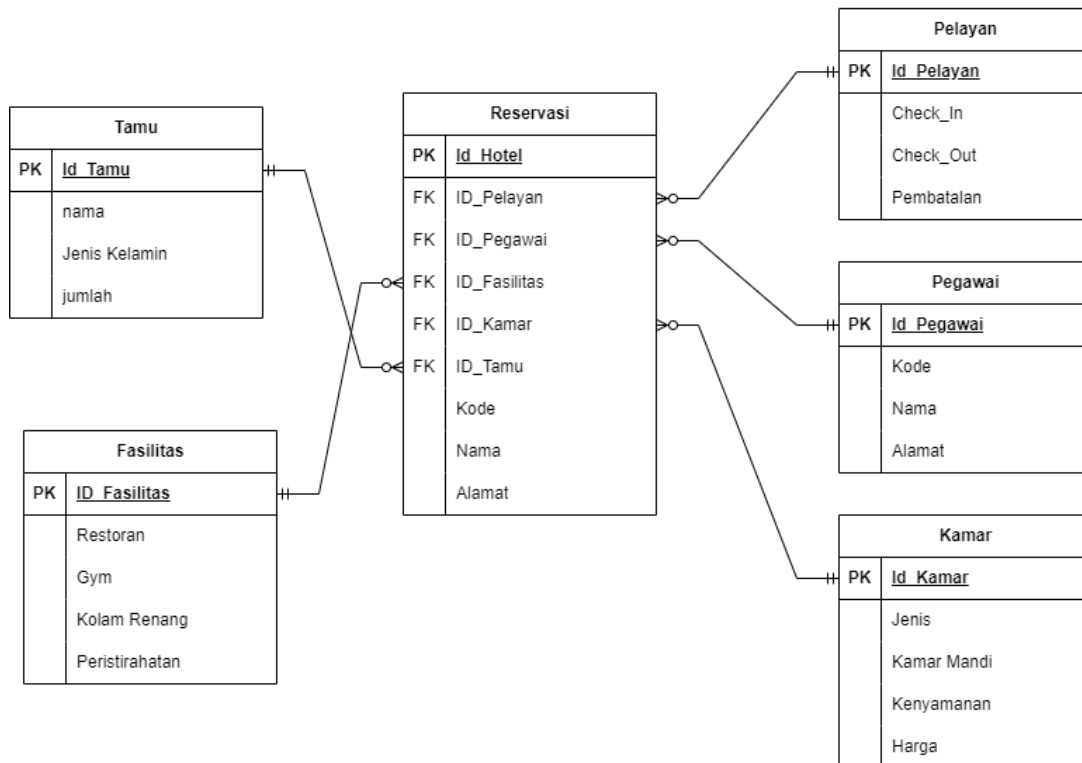 Tamu
PK Id_Tamu
nama
Jenis Kelamin
jumlah
Fasilitas
PK ID_Fasilitas
Restoran
Gym
Kolam Renang
Peristirahatan
Reservasi
PK Id_Hotel
FK ID_Pelayan
FK ID_Pegawai
FK ID_Fasilitas
FK ID_Kamar
FK ID_Tamu
Kode
Nama
Alamat
Pelayan
PK Id_Pelayan
Check_In
Check_Out
Pembatalan
Pegawai
PK Id_Pegawai
Kode
Nama
Alamat
Kamar
PK Id_Kamar
Jenis
Kamar Mandi
Kenyamanan
Harga